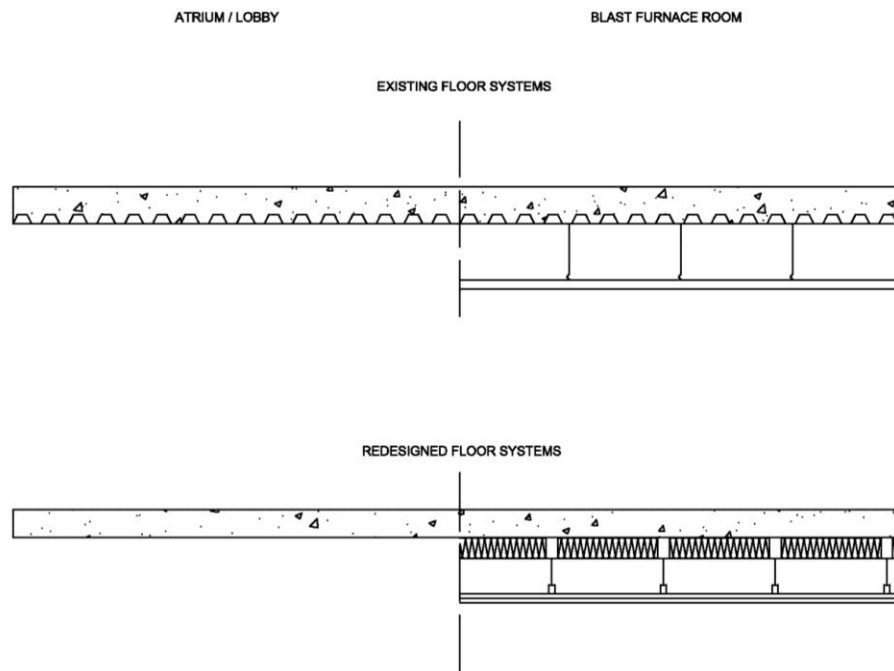 ATRIUM / LOBBY
BLAST FURNACE ROOM
EXISTING FLOOR SYSTEMS
REDESIGNED FLOOR SYSTEMS